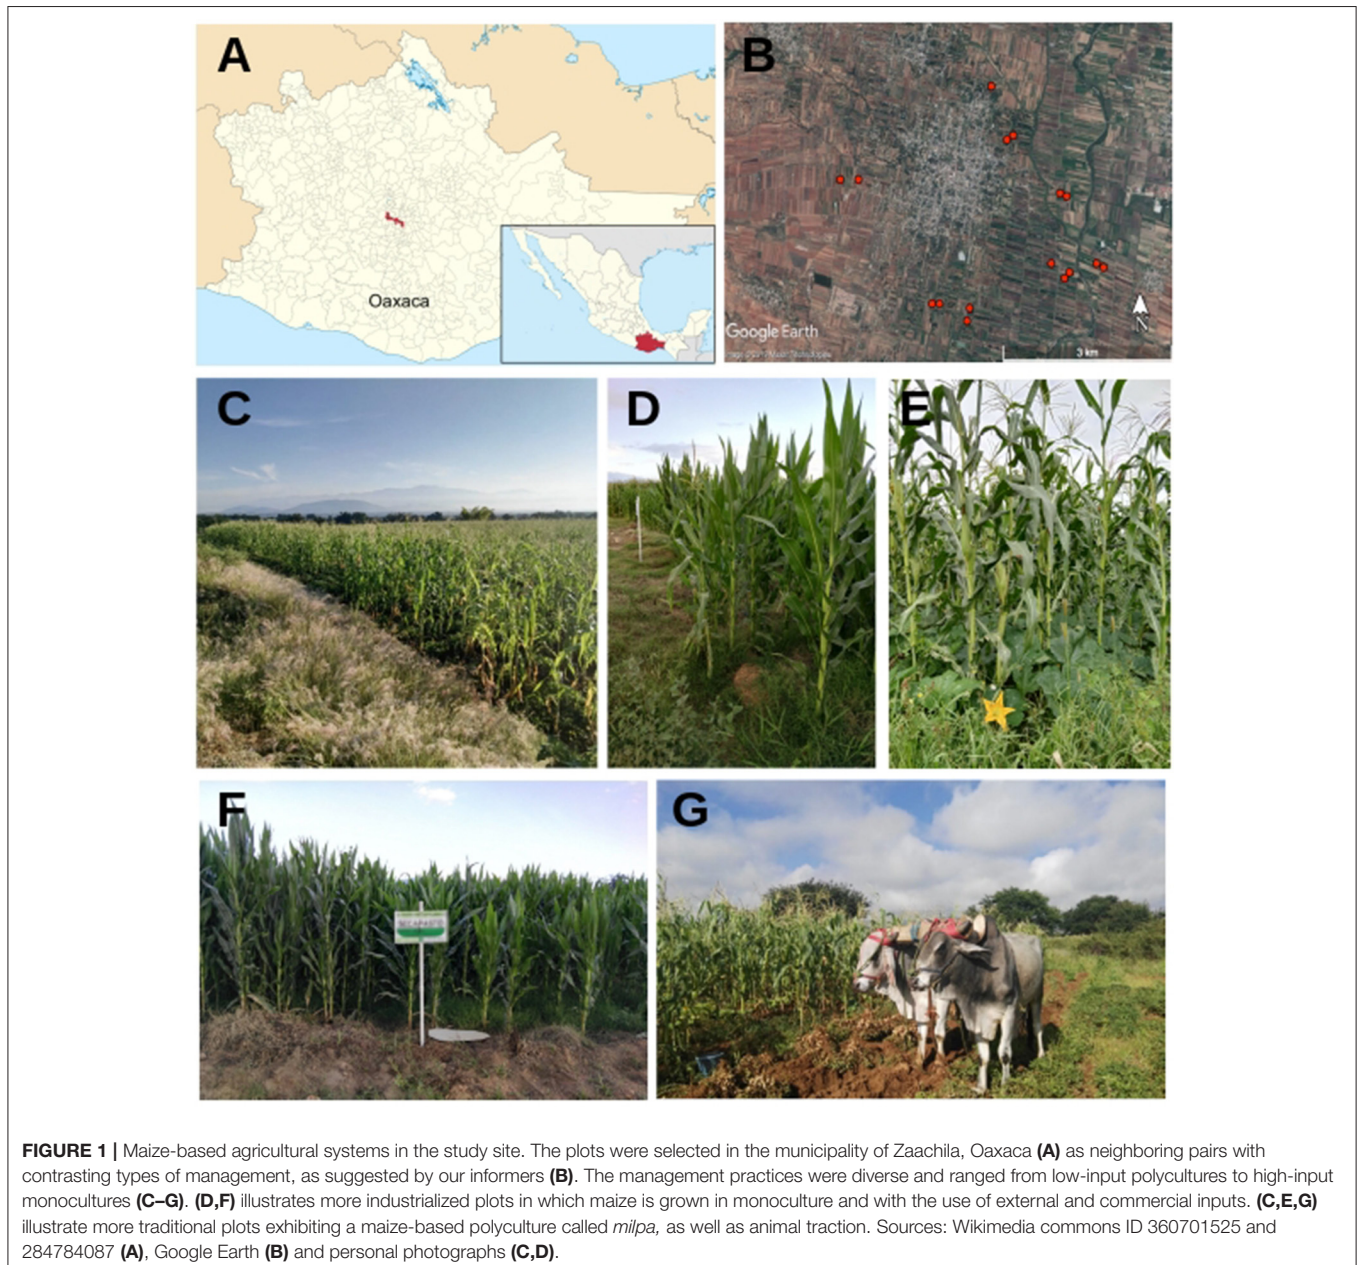 A
B
Oaxaca
Google Earth
N
3 km
C
D
E
F
G
FIGURE 1 | Maize-based agricultural systems in the study site. The plots were selected in the municipality of Zaachila, Oaxaca (A) as neighboring pairs with
contrasting types of management, as suggested by our informers (B). The management practices were diverse and ranged from low-input polycultures to high-input
monocultures (C–G). (D,F) illustrates more industrialized plots in which maize is grown in monoculture and with the use of external and commercial inputs. (C,E,G)
illustrate more traditional plots exhibiting a maize-based polyculture called milpa, as well as animal traction. Sources: Wikimedia commons ID 360701525 and
284784087 (A), Google Earth (B) and personal photographs (C,D).